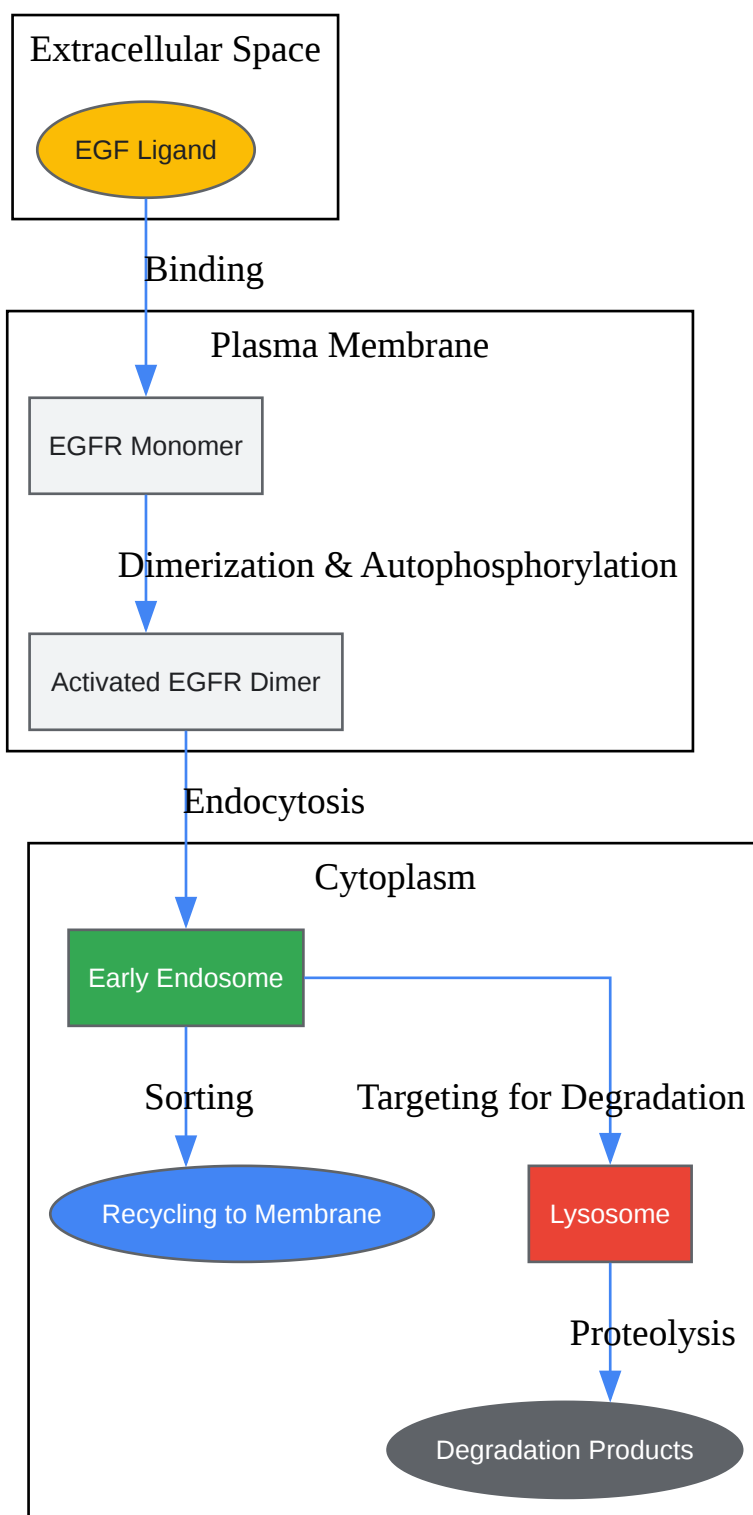 Extracellular Space
EGF Ligand
Binding
Plasma Membrane
EGFR Monomer
Dimerization & Autophosphorylation
Activated EGFR Dimer
Endocytosis
Cytoplasm
Early Endosome
Sorting
Targeting for Degradation
Recycling to Membrane
Lysosome
Proteolysis
Degradation Products